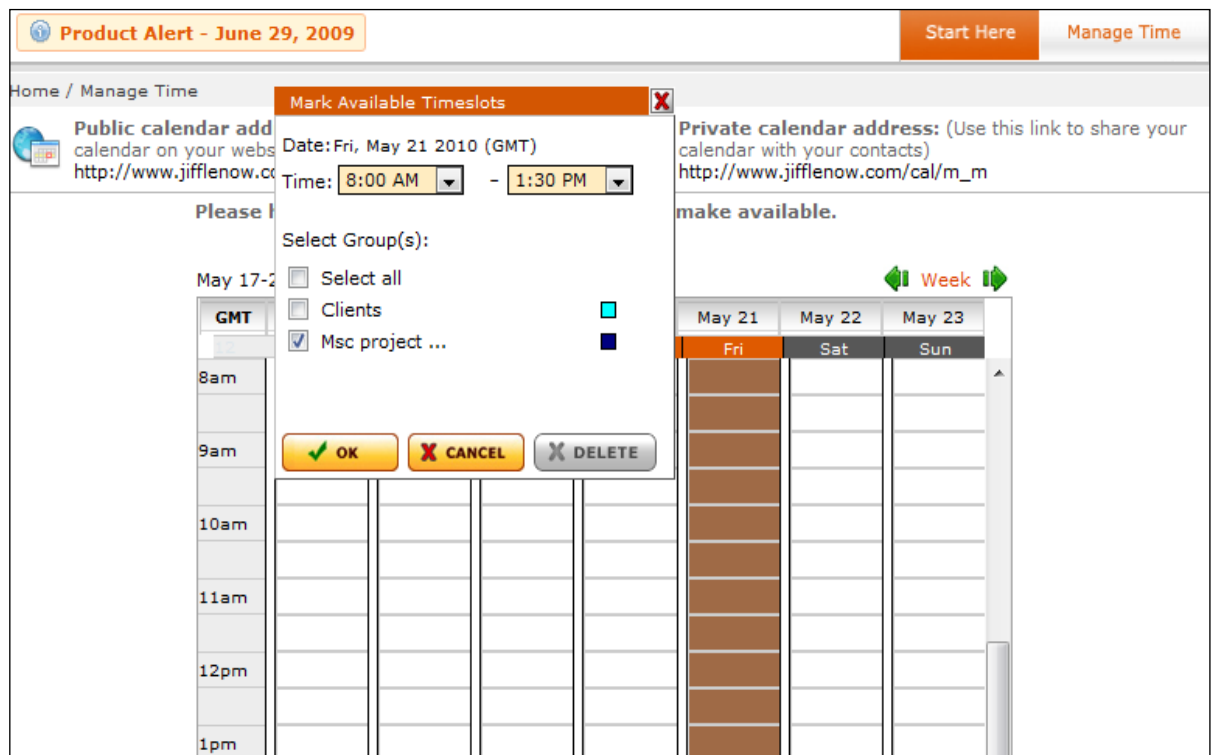 Product Alert - June 29, 2009
Start Here
Manage Time
Home / Manage Time
Mark Available Timeslots
Public calendar add
calendar on your webs
http://www.jifflenow.co
Date: Fri, May 21 2010 (GMT)
Time: 8:00 AM - 1:30 PM
Private calendar address: (Use this link to share your
calendar with your contacts)
http://www.jifflenow.com/cal/m_m
Please h
make available.
Select Group(s):
Select all
Clients
Msc project ...
OK
CANCEL
DELETE
May 17-2
Week
GMT
May 21
May 22
May 23
12
Fri
Sat
Sun
8am
9am
10am
11am
12pm
1pm